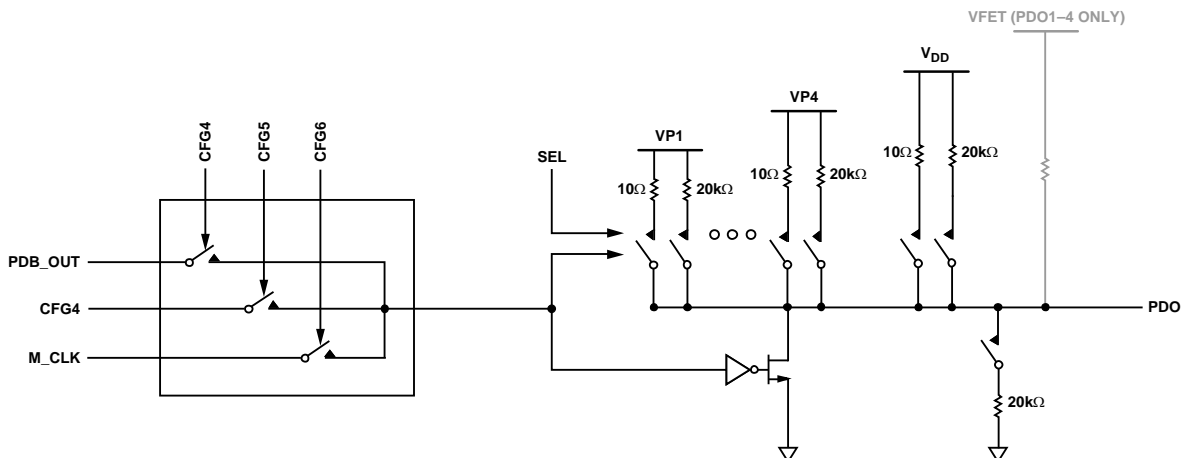 VFET (PDO1–4 ONLY)
VDD
VP4
VP1
CFG4
CFG5
CFG6
SEL
10Ω
20kΩ
10Ω
20kΩ
10Ω
20kΩ
PDB_OUT
CFG4
M_CLK
PDO
20kΩ